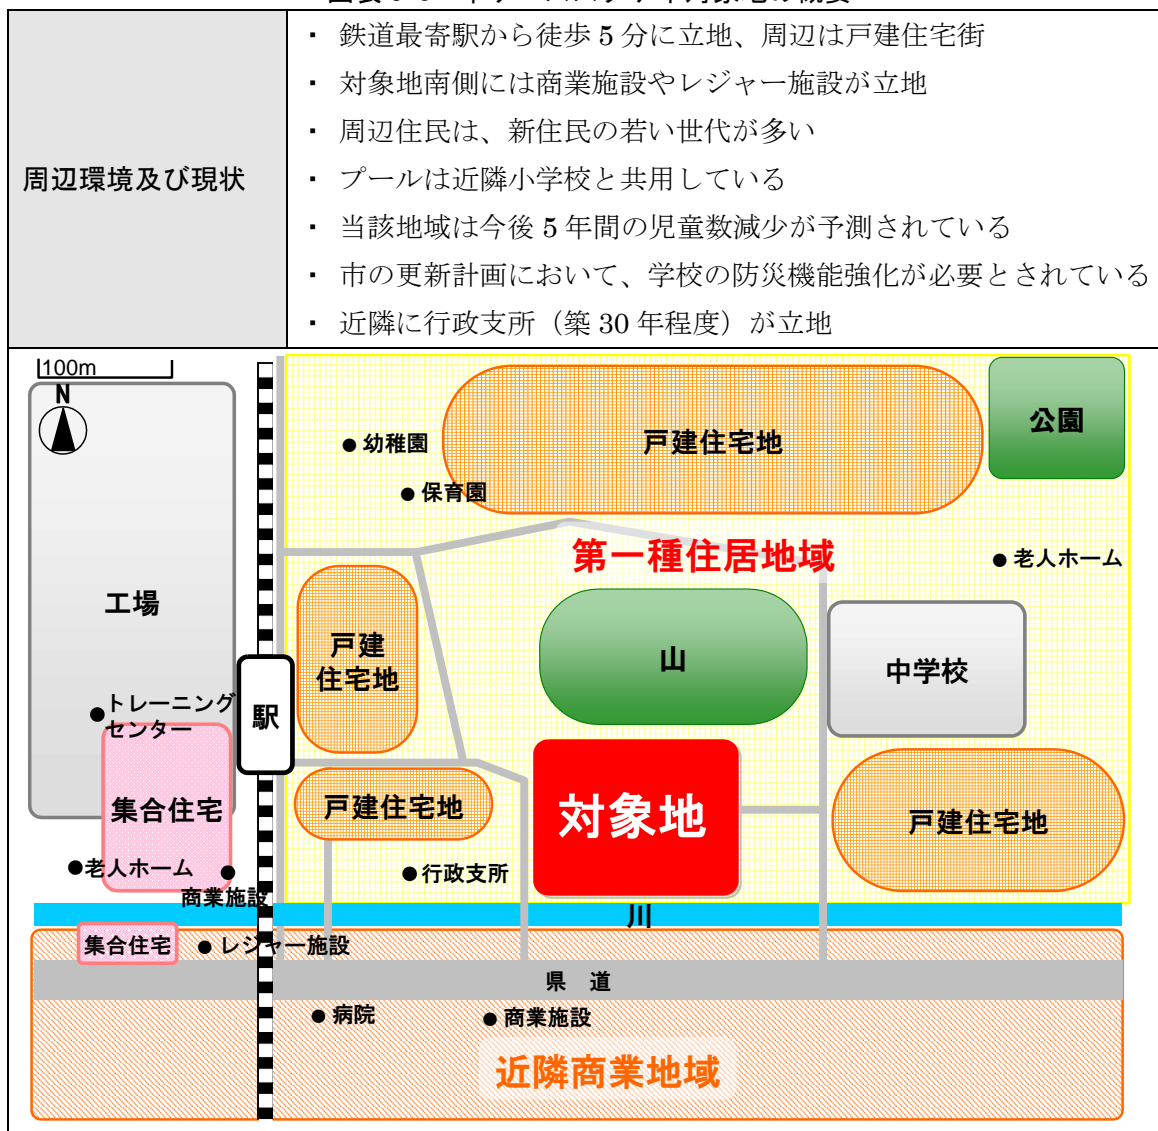 周辺環境及び現状
・ 鉄道最寄駅から徒歩 5 分に立地、周辺は戸建住宅街
・ 対象地南側には商業施設やレジャー施設が立地
・ 周辺住民は、新住民の若い世代が多い
・ プールは近隣小学校と共用している
・ 当該地域は今後 5 年間の児童数減少が予測されている
・ 市の更新計画において、学校の防災機能強化が必要とされている
・ 近隣に行政支所（築 30 年程度）が立地
100m
N
公園
戸建住宅地
●幼稚園
●保育園
第一種住居地域
●老人ホーム
工場
戸建
住宅地
山
中学校
トレーニング
●センター
駅
集合住宅
戸建住宅地
対象地
戸建住宅地
●老人ホーム
●行政支所
商業施設
川
集合住宅
●レジャー施設
県 道
●病院
●商業施設
近隣商業地域